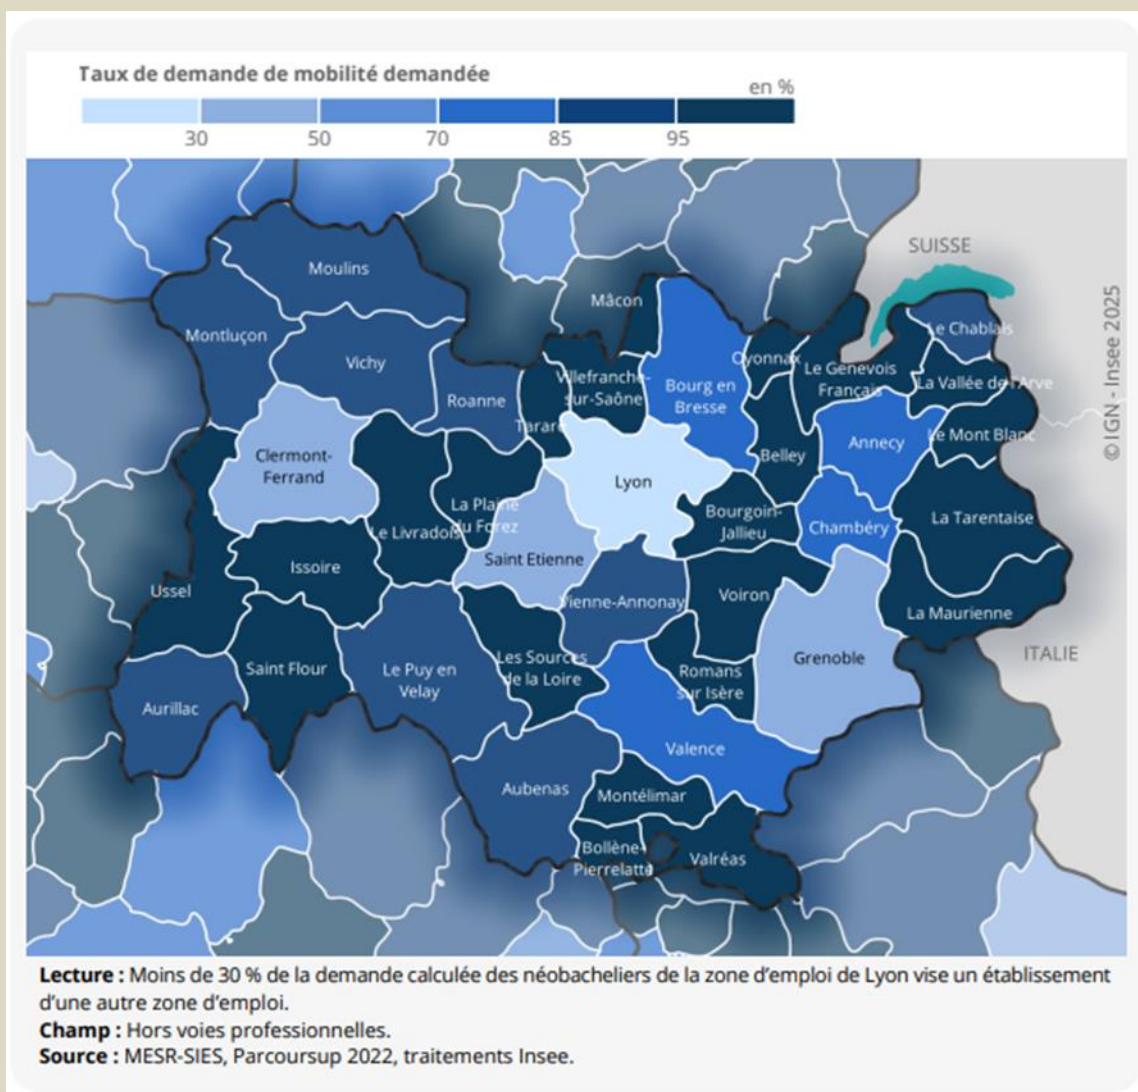 Taux de demande de mobilité demandée
en %
30 50 70 85 95
SUISSE
Moulins
Mâcon
Le Chablais
Montluçon
Vichy
Oyonnax
Le Genevois
Français
Villefranche-
sur-Saône
La Vallée de l'Arve
Bourg en
Bresse
Roanne
Tarare
Annecy
Le Mont Blanc
Clermont-
Ferrand
Belley
Lyon
La Plaine
du Forez
Bourgoin-
Jallieu
Chambéry
La Tarentaise
Le Livradois
Saint Etienne
Issoire
Ussel
Vienne-Annonay
Voiron
La Maurienne
Saint Flour
Le Puy en
Velay
Les Sources
de la Loire
Romans
sur Isère
Grenoble
ITALIE
Aurillac
Valence
Aubenas
Montélimar
Bollène-
Pierrelatte
Valréas
© IGN - Insee 2025
Lecture : Moins de 30 % de la demande calculée des néobacheliers de la zone d'emploi de Lyon vise un établissement
d'une autre zone d'emploi.
Champ : Hors voies professionnelles.
Source : MESR-SIES, Parcoursup 2022, traitements Insee.